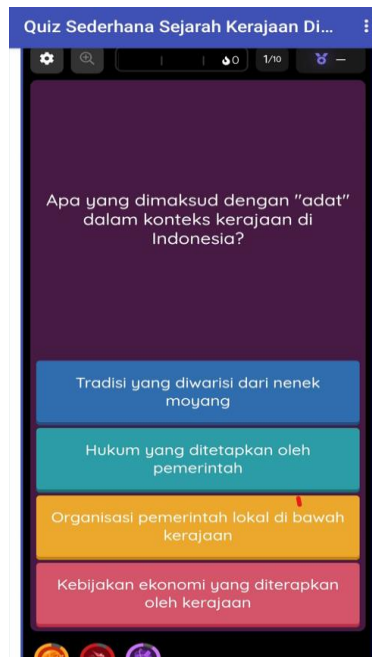 Quiz Sederhana Sejarah Kerajaan Di...
0 1/10 –
Apa yang dimaksud dengan "adat"
dalam konteks kerajaan di
Indonesia?
Tradisi yang diwarisi dari nenek
moyang
Hukum yang ditetapkan oleh
pemerintah
Organisasi pemerintah lokal di bawah
kerajaan
Kebijakan ekonomi yang diterapkan
oleh kerajaan